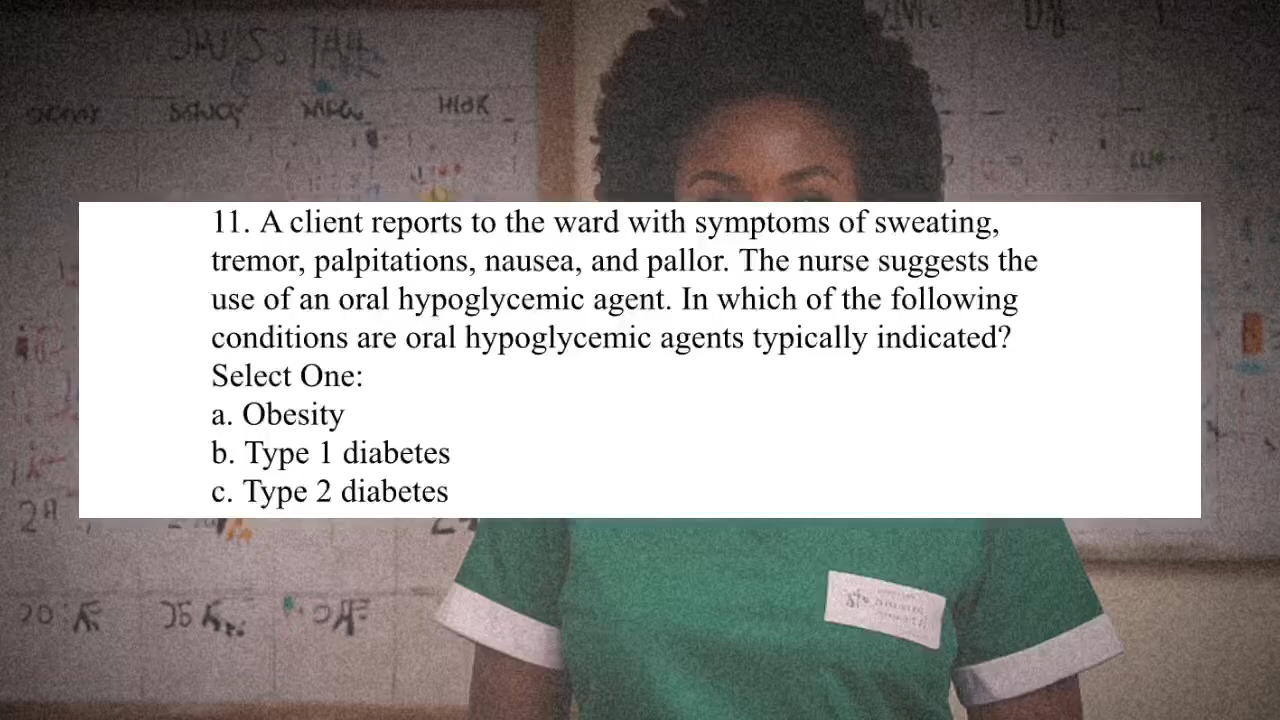 11. A client reports to the ward with symptoms of sweating,
tremor, palpitations, nausea, and pallor. The nurse suggests the
use of an oral hypoglycemic agent. In which of the following
conditions are oral hypoglycemic agents typically indicated?
Select One:
a. Obesity
b. Type 1 diabetes
c. Type 2 diabetes